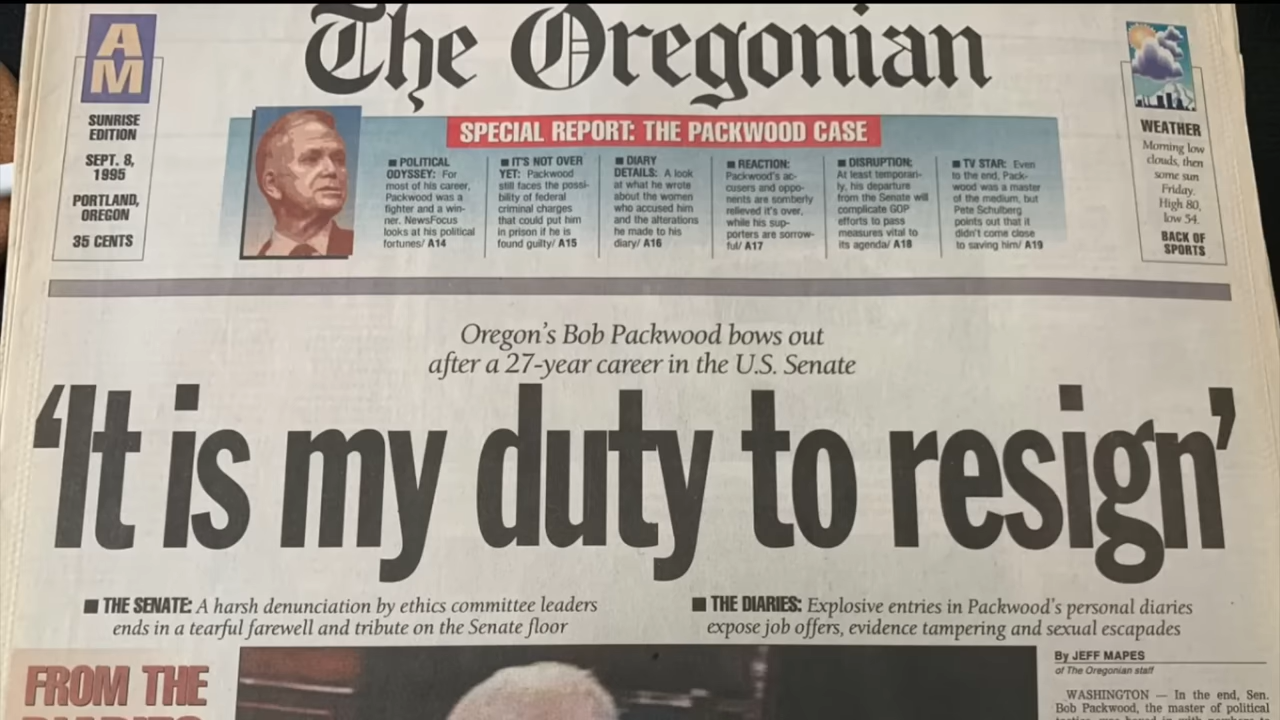 The Oregonian
AM
SUNRISE
EDITION
SEPT. 8,
1995
PORTLAND,
OREGON
35 CENTS
SPECIAL REPORT: THE PACKWOOD CASE
■ POLITICAL
ODYSSEY: For
most of his career,
Packwood was a
fighter and a win-
ner. NewsFocus
looks at his political
fortunes/ A14
■ IT'S NOT OVER
YET: Packwood
still faces the possi-
bility of federal
criminal charges
that could put him
in prison if he is
found guilty/ A15
■ DIARY
DETAILS: A look
at what he wrote
about the women
who accused him
and the alterations
he made to his
diary/ A16
■ REACTION:
Packwood's ac-
cusers and oppo-
nents are somberly
relieved it's over,
while his sup-
porters are sorrow-
ful/ A17
■ DISRUPTION:
At least temporari-
ly, his departure
from the Senate will
complicate GOP
efforts to pass
measures vital to
its agenda/ A18
■ TV STAR: Even
to the end, Pack-
wood was a master
of the medium, but
Pete Schulberg
points out that it
didn't come close
to saving him/ A19
WEATHER
Morning low
clouds, then
some sun
Friday.
High 80,
low 54.
BACK OF
SPORTS
Oregon's Bob Packwood bows out
after a 27-year career in the U.S. Senate
'It is my duty to resign'
■ THE SENATE: A harsh denunciation by ethics committee leaders
ends in a tearful farewell and tribute on the Senate floor
■ THE DIARIES: Explosive entries in Packwood's personal diaries
expose job offers, evidence tampering and sexual escapades
FROM THE
DIARIES
By JEFF MAPES
of The Oregonian staff
WASHINGTON — In the end, Sen.
Bob Packwood, the master of political